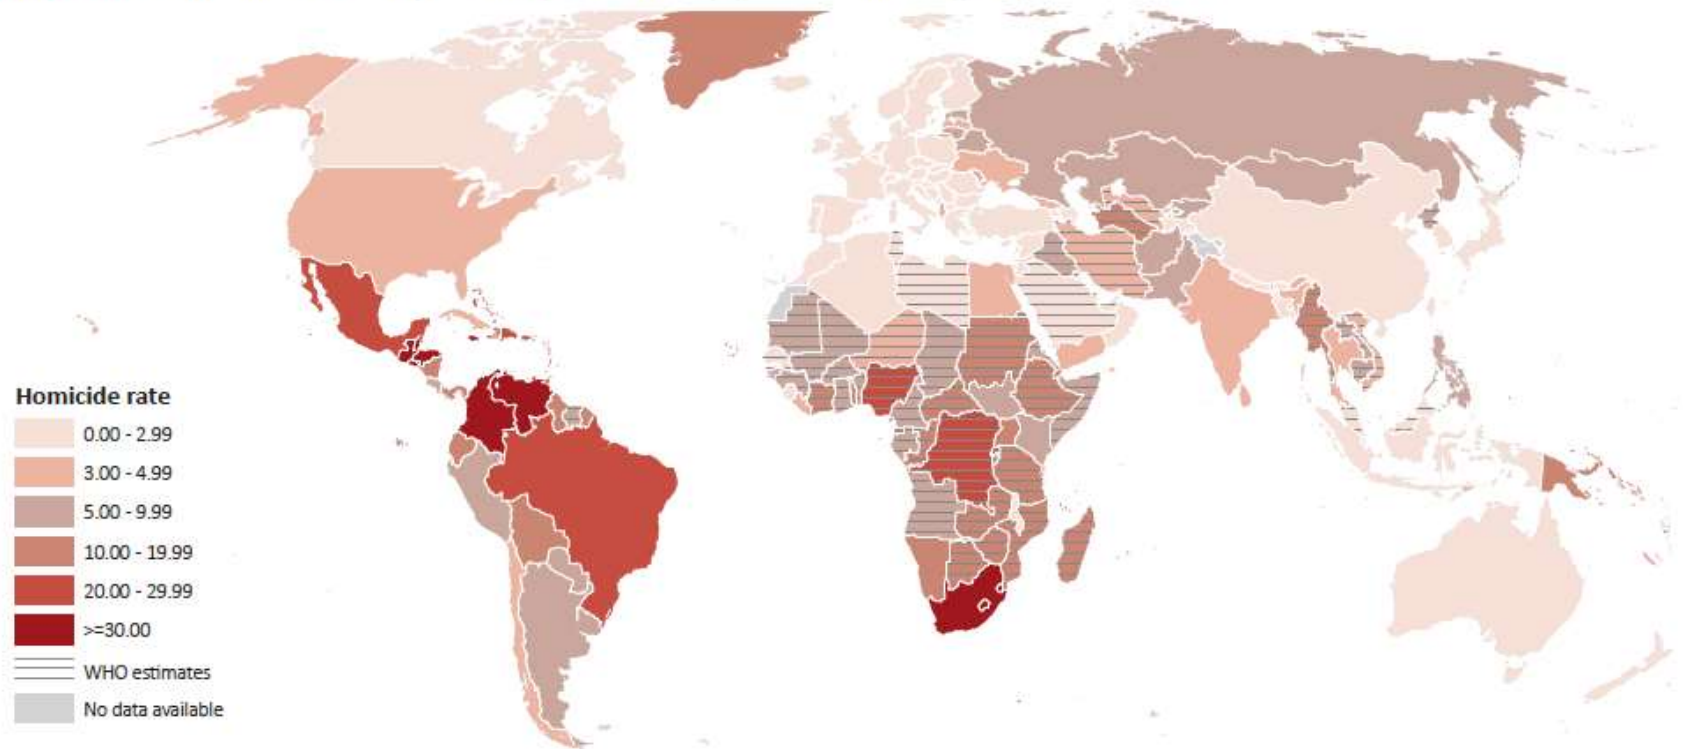 Homicide rate
0.00 - 2.99
3.00 - 4.99
5.00 - 9.99
10.00 - 19.99
20.00 - 29.99
>=30.00
WHO estimates
No data available